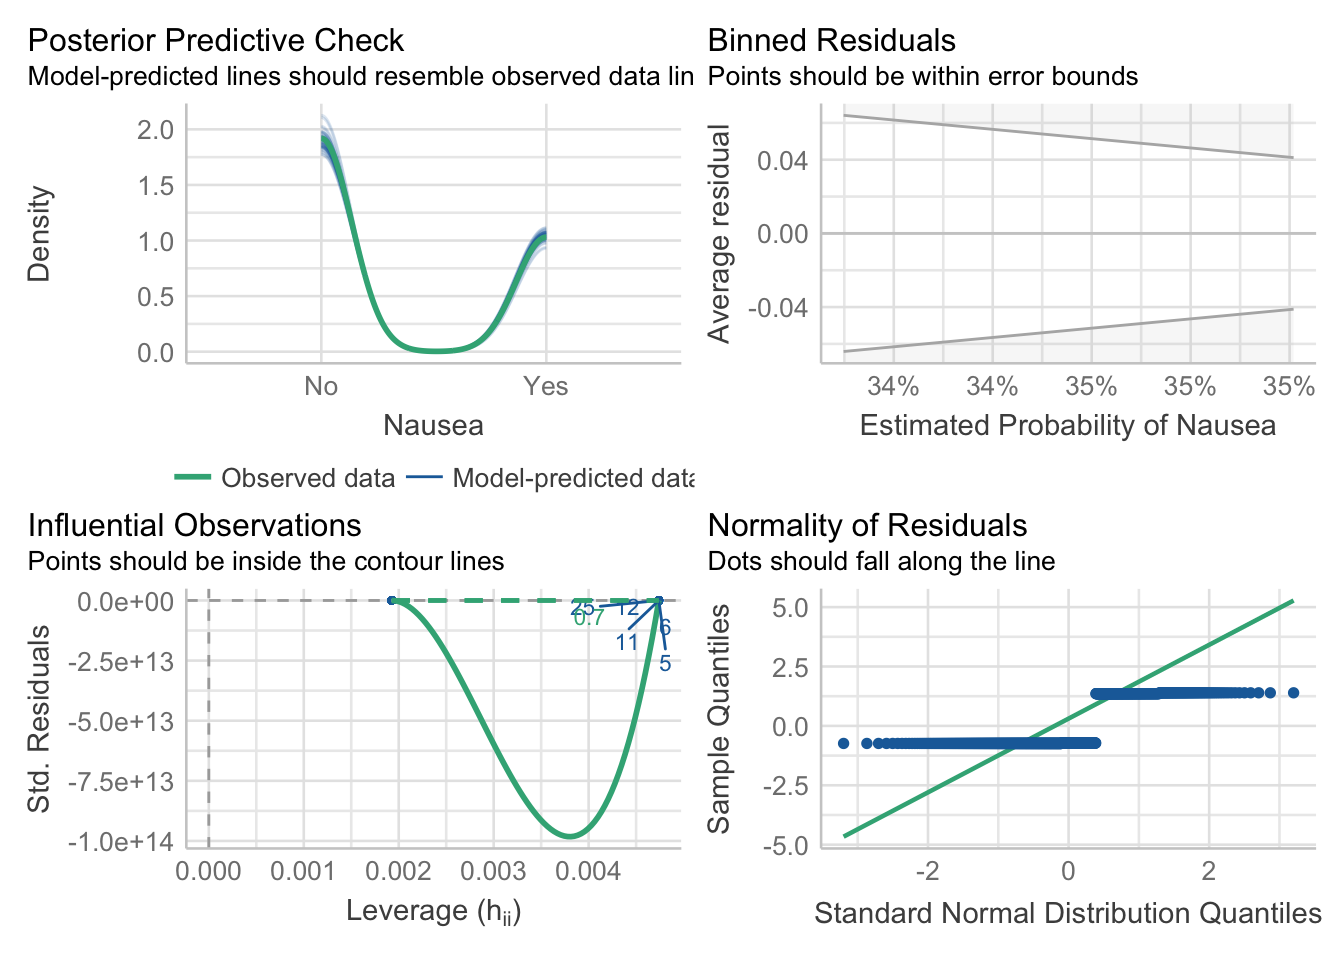 Posterior Predictive Check
Model-predicted lines should resemble observed data lin
2.0
1.5
1.0
0.5
0.0
Density
No Yes
Nausea
Observed data Model-predicted data
Binned Residuals
Points should be within error bounds
0.04
0.00
-0.04
Average residual
34% 34% 35% 35% 35%
Estimated Probability of Nausea
Influential Observations
Points should be inside the contour lines
0.0e+00
-2.5e+13
-5.0e+13
-7.5e+13
-1.0e+14
Std. Residuals
25 12
0.7
6
11
5
0.000 0.001 0.002 0.003 0.004
Leverage (hii)
Normality of Residuals
Dots should fall along the line
5.0
2.5
0.0
-2.5
-5.0
Sample Quantiles
-2 0 2
Standard Normal Distribution Quantiles